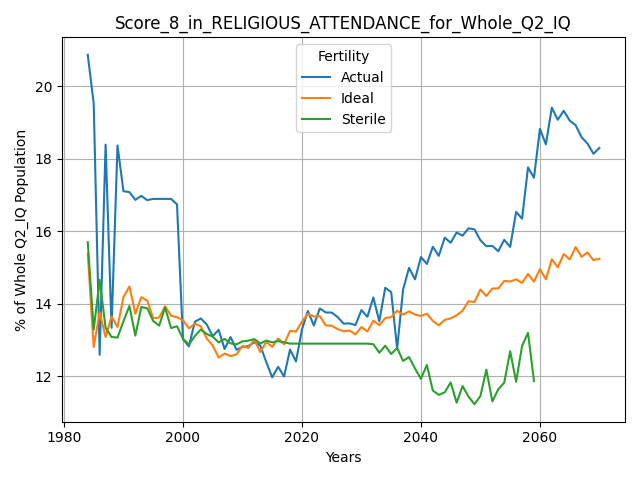 Score_8_in_RELIGIOUS_ATTENDANCE_for_Whole_Q2_IQ
Fertility
Actual
Ideal
Sterile
% of Whole Q2_IQ Population
20
18
16
14
12
1980
2000
2020
2040
2060
Years